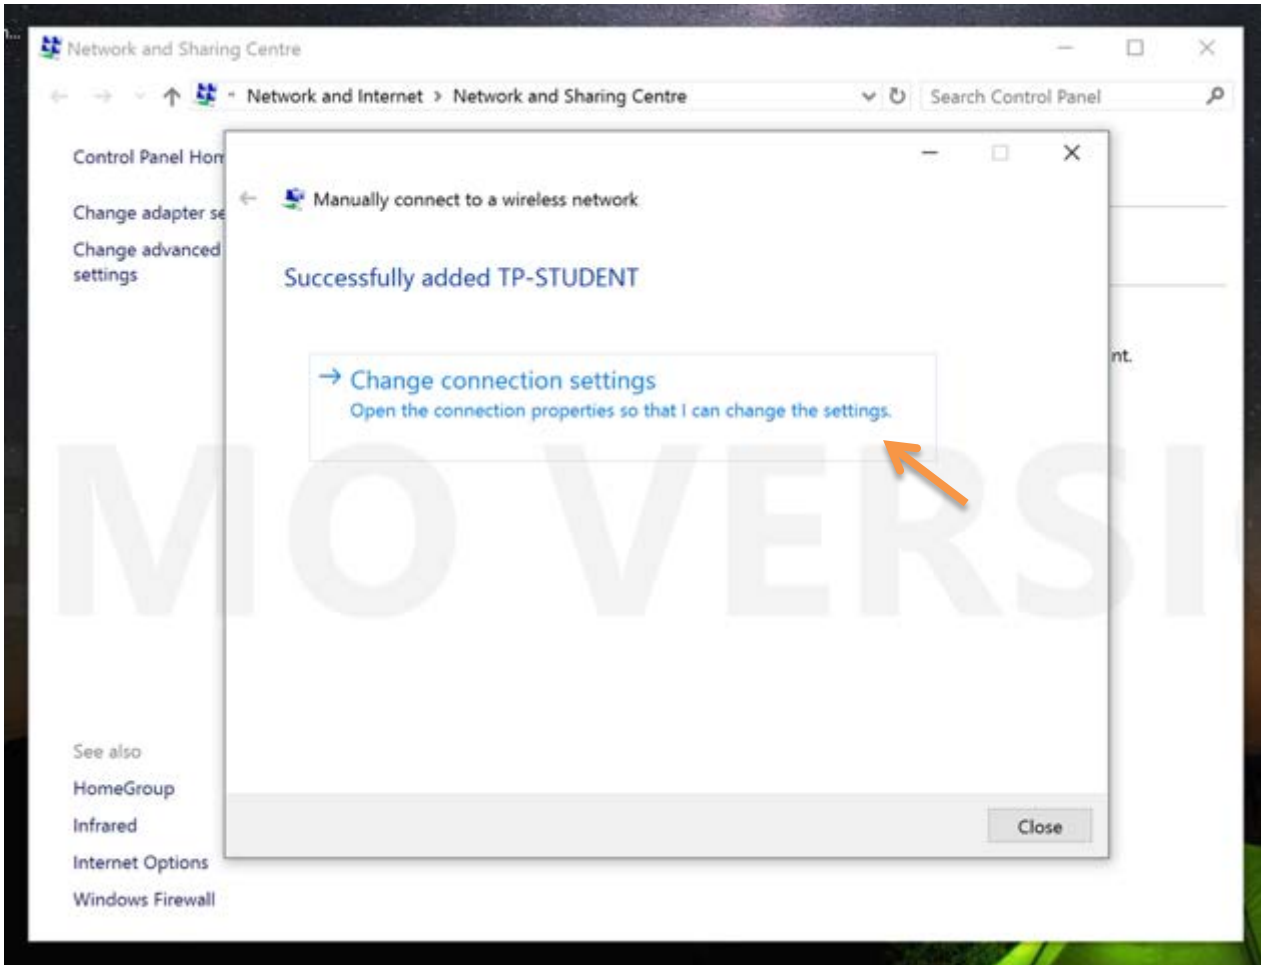 Network and Sharing Centre
Network and Internet > Network and Sharing Centre
Search Control Panel
Control Panel Hom
Change adapter se
Change advanced
settings
Manually connect to a wireless network
Successfully added TP-STUDENT
Change connection settings
Open the connection properties so that I can change the settings.
nt.
MO VERSI
See also
HomeGroup
Infrared
Internet Options
Windows Firewall
Close